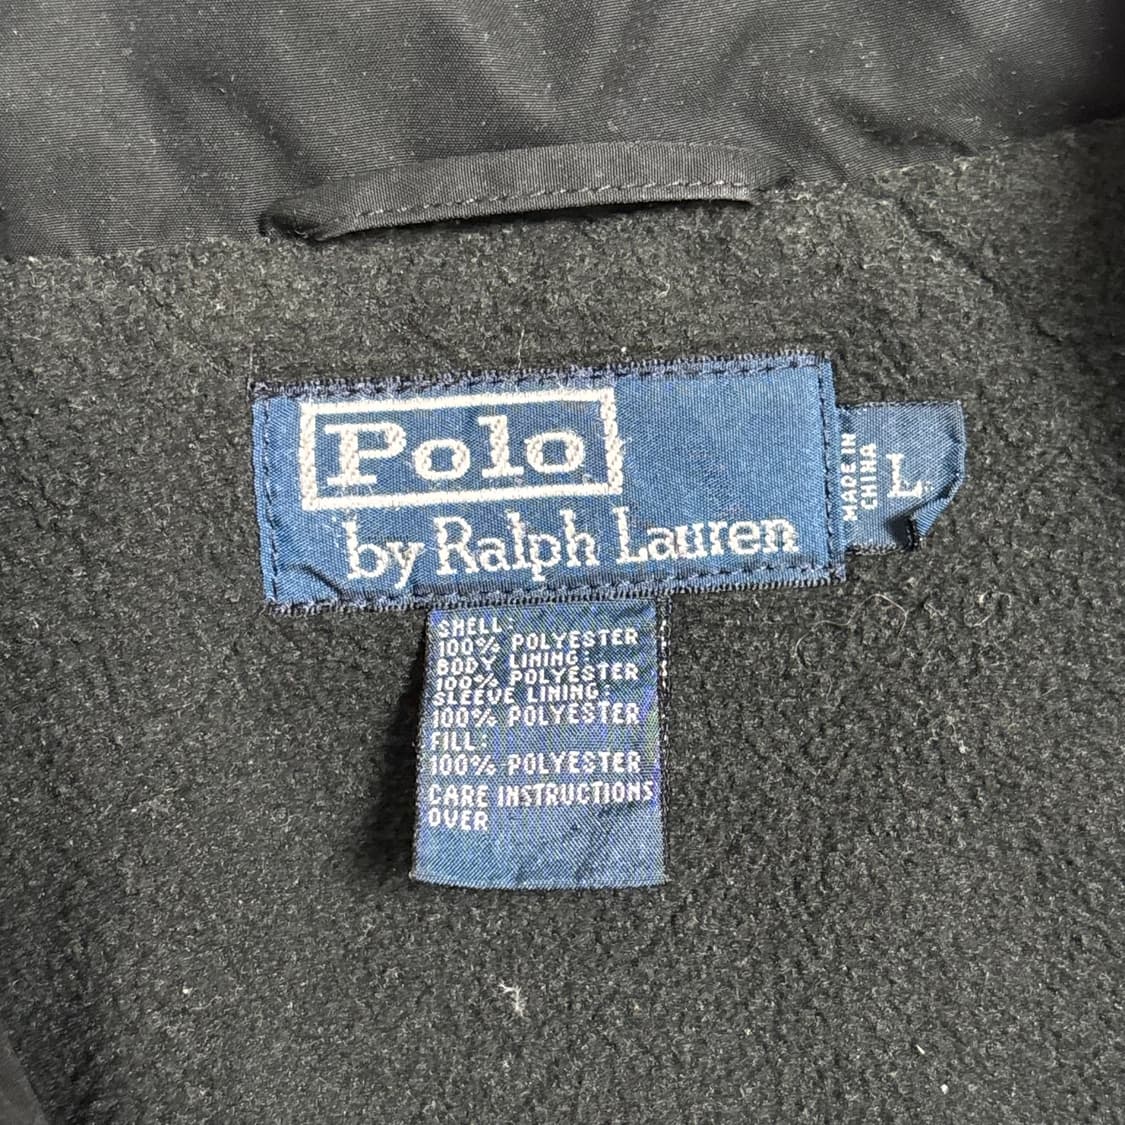 Polo
by Ralph Lauren
MADE IN
CHINA
L
SHELL:
100% POLYESTER
BODY LINING:
100% POLYESTER
SLEEVE LINING:
100% POLYESTER
FILL:
100% POLYESTER
CARE INSTRUCTIONS
OVER